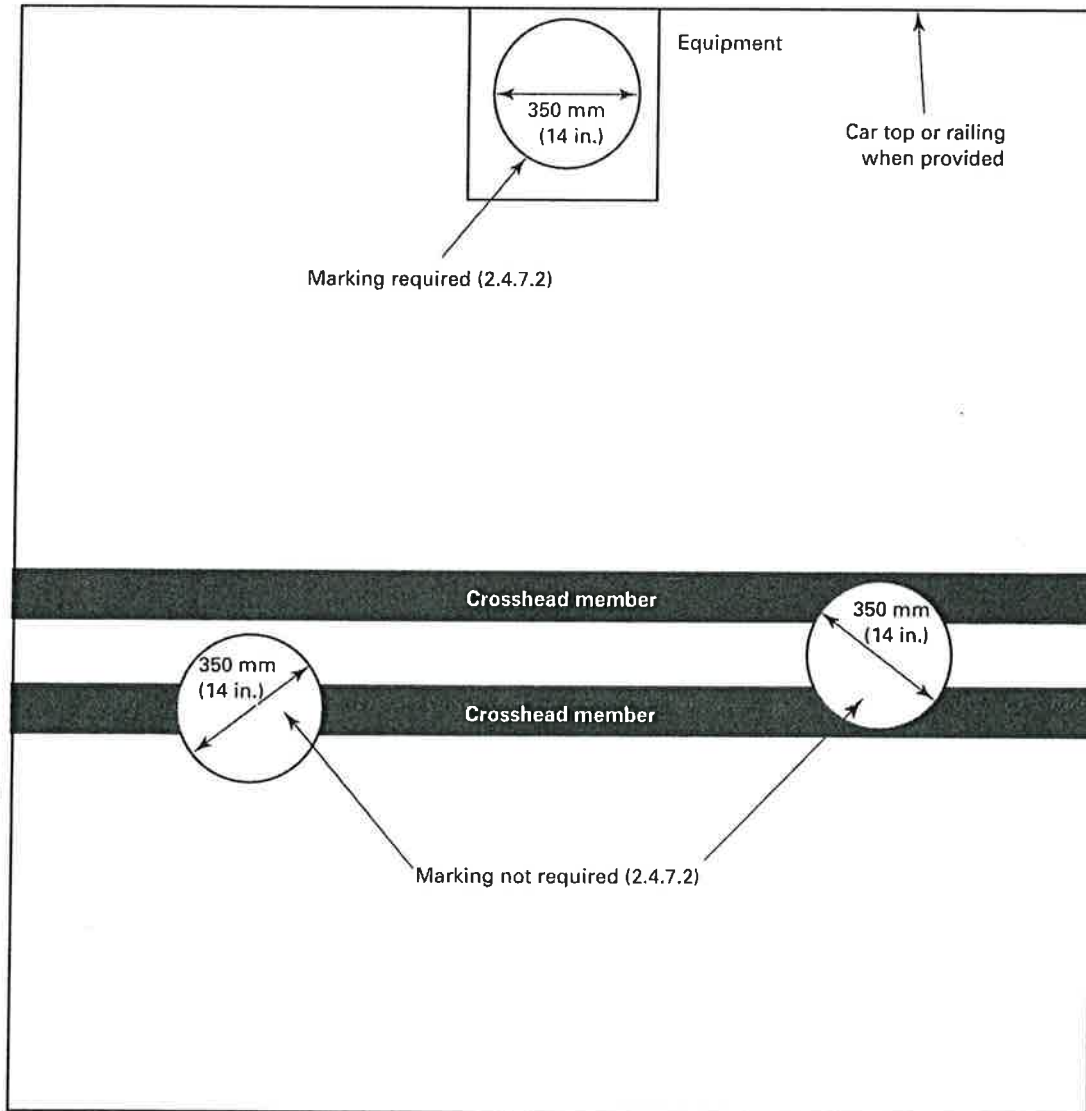 Equipment
350 mm
(14 in.)
Car top or railing
when provided
Marking required (2.4.7.2)
Crosshead member
350 mm
(14 in.)
350 mm
(14 in.)
Crosshead member
Marking not required (2.4.7.2)